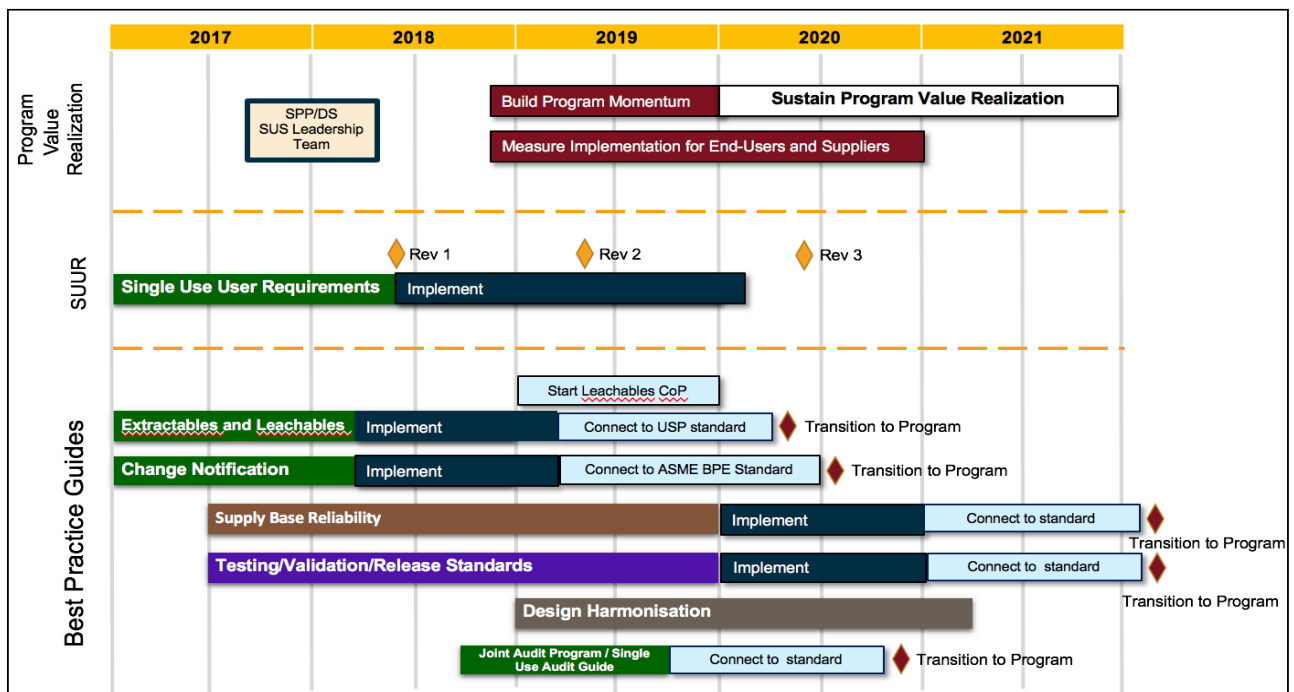 2017
2018
2019
2020
2021
Program
Value
Realization
SPP/DS
SUS Leadership
Team
Build Program Momentum
Sustain Program Value Realization
Measure Implementation for End-Users and Suppliers
SUUR
Rev 1
Rev 2
Rev 3
Single Use User Requirements
Implement
Best Practice Guides
Start Leachables CoP
Extractables and Leachables
Implement
Connect to USP standard
Transition to Program
Change Notification
Implement
Connect to ASME BPE Standard
Transition to Program
Supply Base Reliability
Implement
Connect to standard
Transition to Program
Testing/Validation/Release Standards
Implement
Connect to standard
Transition to Program
Design Harmonisation
Joint Audit Program / Single
Use Audit Guide
Connect to standard
Transition to Program